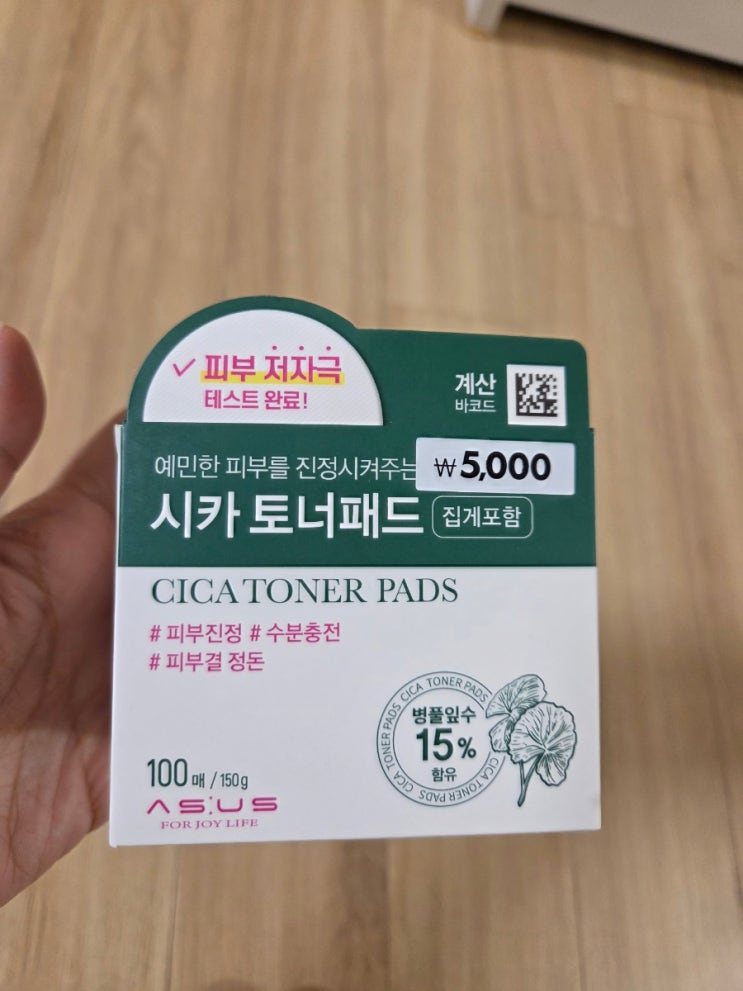 피부 저자극
테스트 완료!
계산
바코드
예민한 피부를 진정시켜주는
₩5,000
시카 토너패드
집게포함
CICA TONER PADS
# 피부진정 # 수분충전
# 피부결 정돈
CICA TONER PADS CICA TONER PADS CICA TONER PADS
병풀잎수
15%
함유
100매 / 150g
ASUS
FOR JOY LIFE